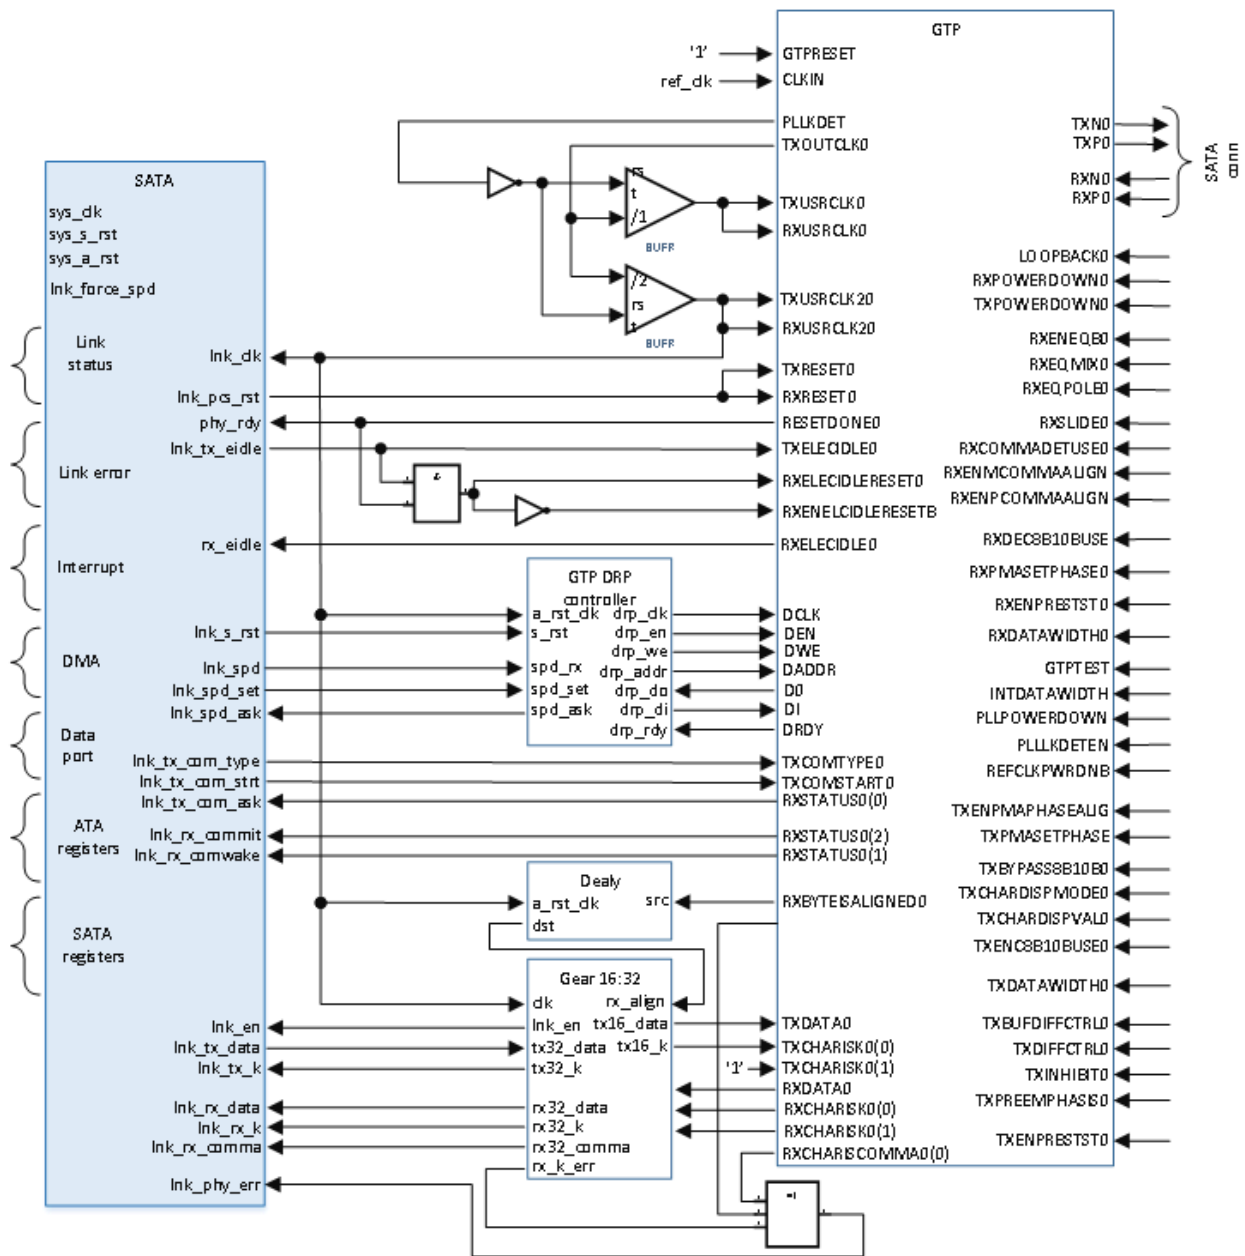 GTP
'1'
GTPRESET
ref_clk
CLKIN
PLLKDET
TXOUTCLK0
TXN0
TXP0
RXN0
RXP0
SATA
conn
rs
t
/1
BUFR
TXUSRCLK0
RXUSRCLK0
/2
rs
t
BUFR
TXUSRCLK20
RXUSRCLK20
SATA
sys_clk
sys_s_rst
sys_a_rst
lnk_force_spd
Link
status
lnk_clk
lnk_pcs_rst
TXRESET0
RXRESET0
phy_rdy
RESETDONE0
Link error
lnk_tx_eidle
TXELECIDLE0
RXELECIDLERESET0
RXENELCIDLERESETB
Interrupt
rx_eidle
RXELECIDLE0
GTP DRP
controller
a_rst_clk
s_rst
spd_rx
spd_set
spd_ask
drp_clk
drp_en
drp_we
drp_addr
drp_do
drp_di
drp_rdy
DCLK
DEN
DWE
DADDR
DO
DI
DRDY
DMA
lnk_s_rst
lnk_spd
lnk_spd_set
lnk_spd_ask
Data
port
lnk_tx_com_type
TXCOMTYPE0
lnk_tx_com_strt
TXCOMSTART0
lnk_tx_com_ask
RXSTATUS0(0)
ATA
registers
lnk_rx_commit
RXSTATUS0(2)
lnk_rx_comwake
RXSTATUS0(1)
Dealy
a_rst_clk
src
dst
RXBYTEISALIGNED0
SATA
registers
Gear 16:32
clk
rx_align
lnk_en
tx16_data
tx32_data
tx16_k
tx32_k
rx32_data
rx32_k
rx32_comma
rx_k_err
lnk_en
lnk_tx_data
lnk_tx_k
lnk_rx_data
lnk_rx_k
lnk_rx_comma
lnk_phy_err
TXDATA0
TXCHARISK0(0)
'1'
TXCHARISK0(1)
RXDATA0
RXCHARISK0(0)
RXCHARISK0(1)
RXCHARISCOMMA0(0)
=1
LOOPBACK0
RXPOWERDOWN0
TXPOWERDOWN0
RXENEQB0
RXEQMIX0
RXEQPOLE0
RXSLIDE0
RXCOMMADETUSE0
RXENMCOMMAALIGN
RXENPCOMMAALIGN
RXDEC8B10BUSE
RXPMASETPHASE0
RXENPRESTST0
RXDATAWIDTH0
GTPTEST
INTDATAWIDTH
PLLPOWERDOWN
PLLLKDETEN
REFCLKPWRDNB
TXENPMAPHASEALIG
TXPMASETPHASE
TXBYPASS8B10B0
TXCHARDISPMODE0
TXCHARDISPVAL0
TXENC8B10BUSE0
TXDATAWIDTH0
TXBUFDIFFCTRL0
TXDIFFCTRL0
TXINHIBIT0
TXPREEMPHASIS0
TXENPRESTST0